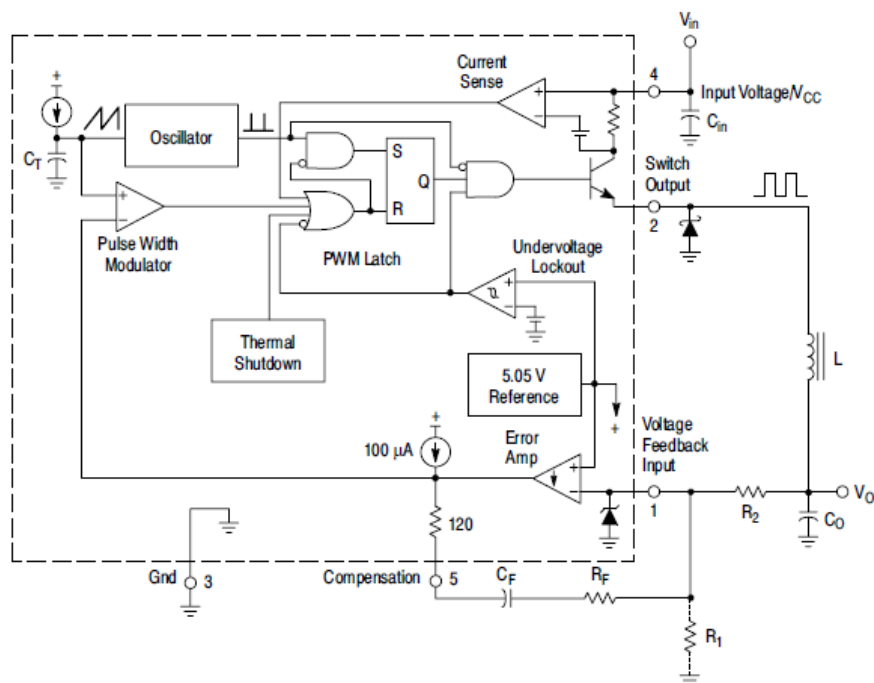 Vin
Current
Sense
4
Input Voltage/VCC
Cin
+
Oscillator
CT
S
Q
R
+
−
Switch
Output
2
+
−
Pulse Width
Modulator
PWM Latch
Undervoltage
Lockout
+
−
Thermal
Shutdown
5.05 V
Reference
L
+
+
100 μA
Error
Amp
+
−
Voltage
Feedback
Input
1
R2
VO
CO
120
Gnd
3
Compensation
5
CF
RF
R1